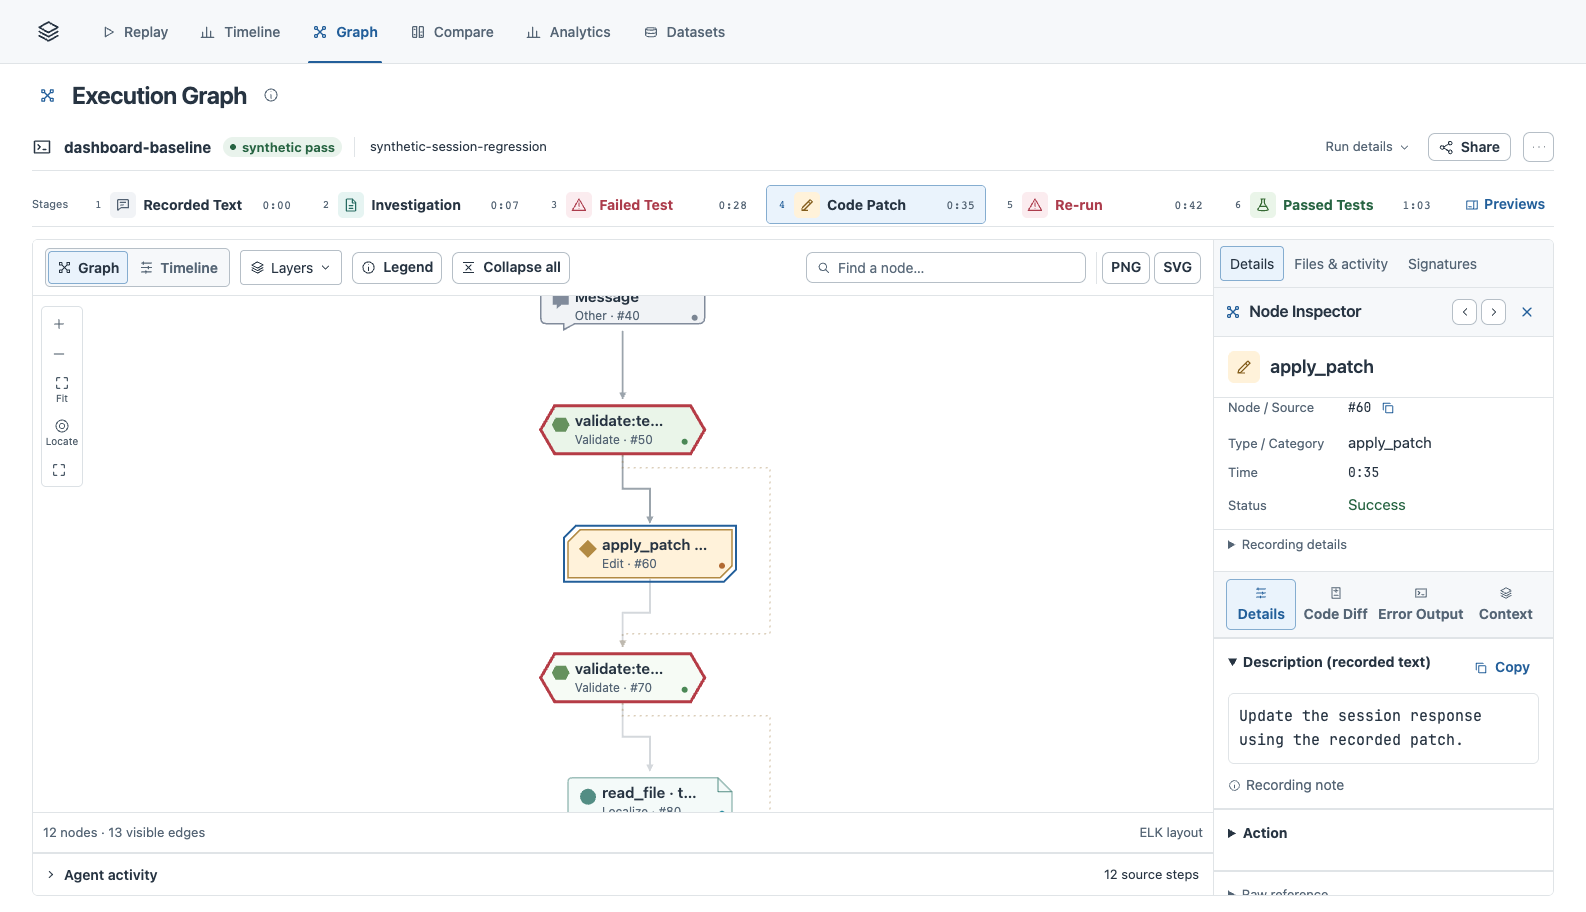 Replay Timeline Graph Compare Analytics Datasets
Execution Graph
dashboard-baseline synthetic pass synthetic-session-regression Run details Share ...
Stages 1 Recorded Text 0:00 2 Investigation 0:07 3 Failed Test 0:28 4 Code Patch 0:35 5 Re-run 0:42 6 Passed Tests 1:03 Previews
Graph Timeline Layers Legend Collapse all Find a node... PNG SVG
Message
Other · #40
Fit
Locate
validate:te...
Validate · #50
apply_patch ...
Edit · #60
validate:te...
Validate · #70
read_file · t...
Localize · #80
12 nodes · 13 visible edges ELK layout
Agent activity 12 source steps
Details Files & activity Signatures
Node Inspector
apply_patch
Node / Source #60
Type / Category apply_patch
Time 0:35
Status Success
Recording details
Details Code Diff Error Output Context
Description (recorded text) Copy
Update the session response
using the recorded patch.
Recording note
Action
Raw reference